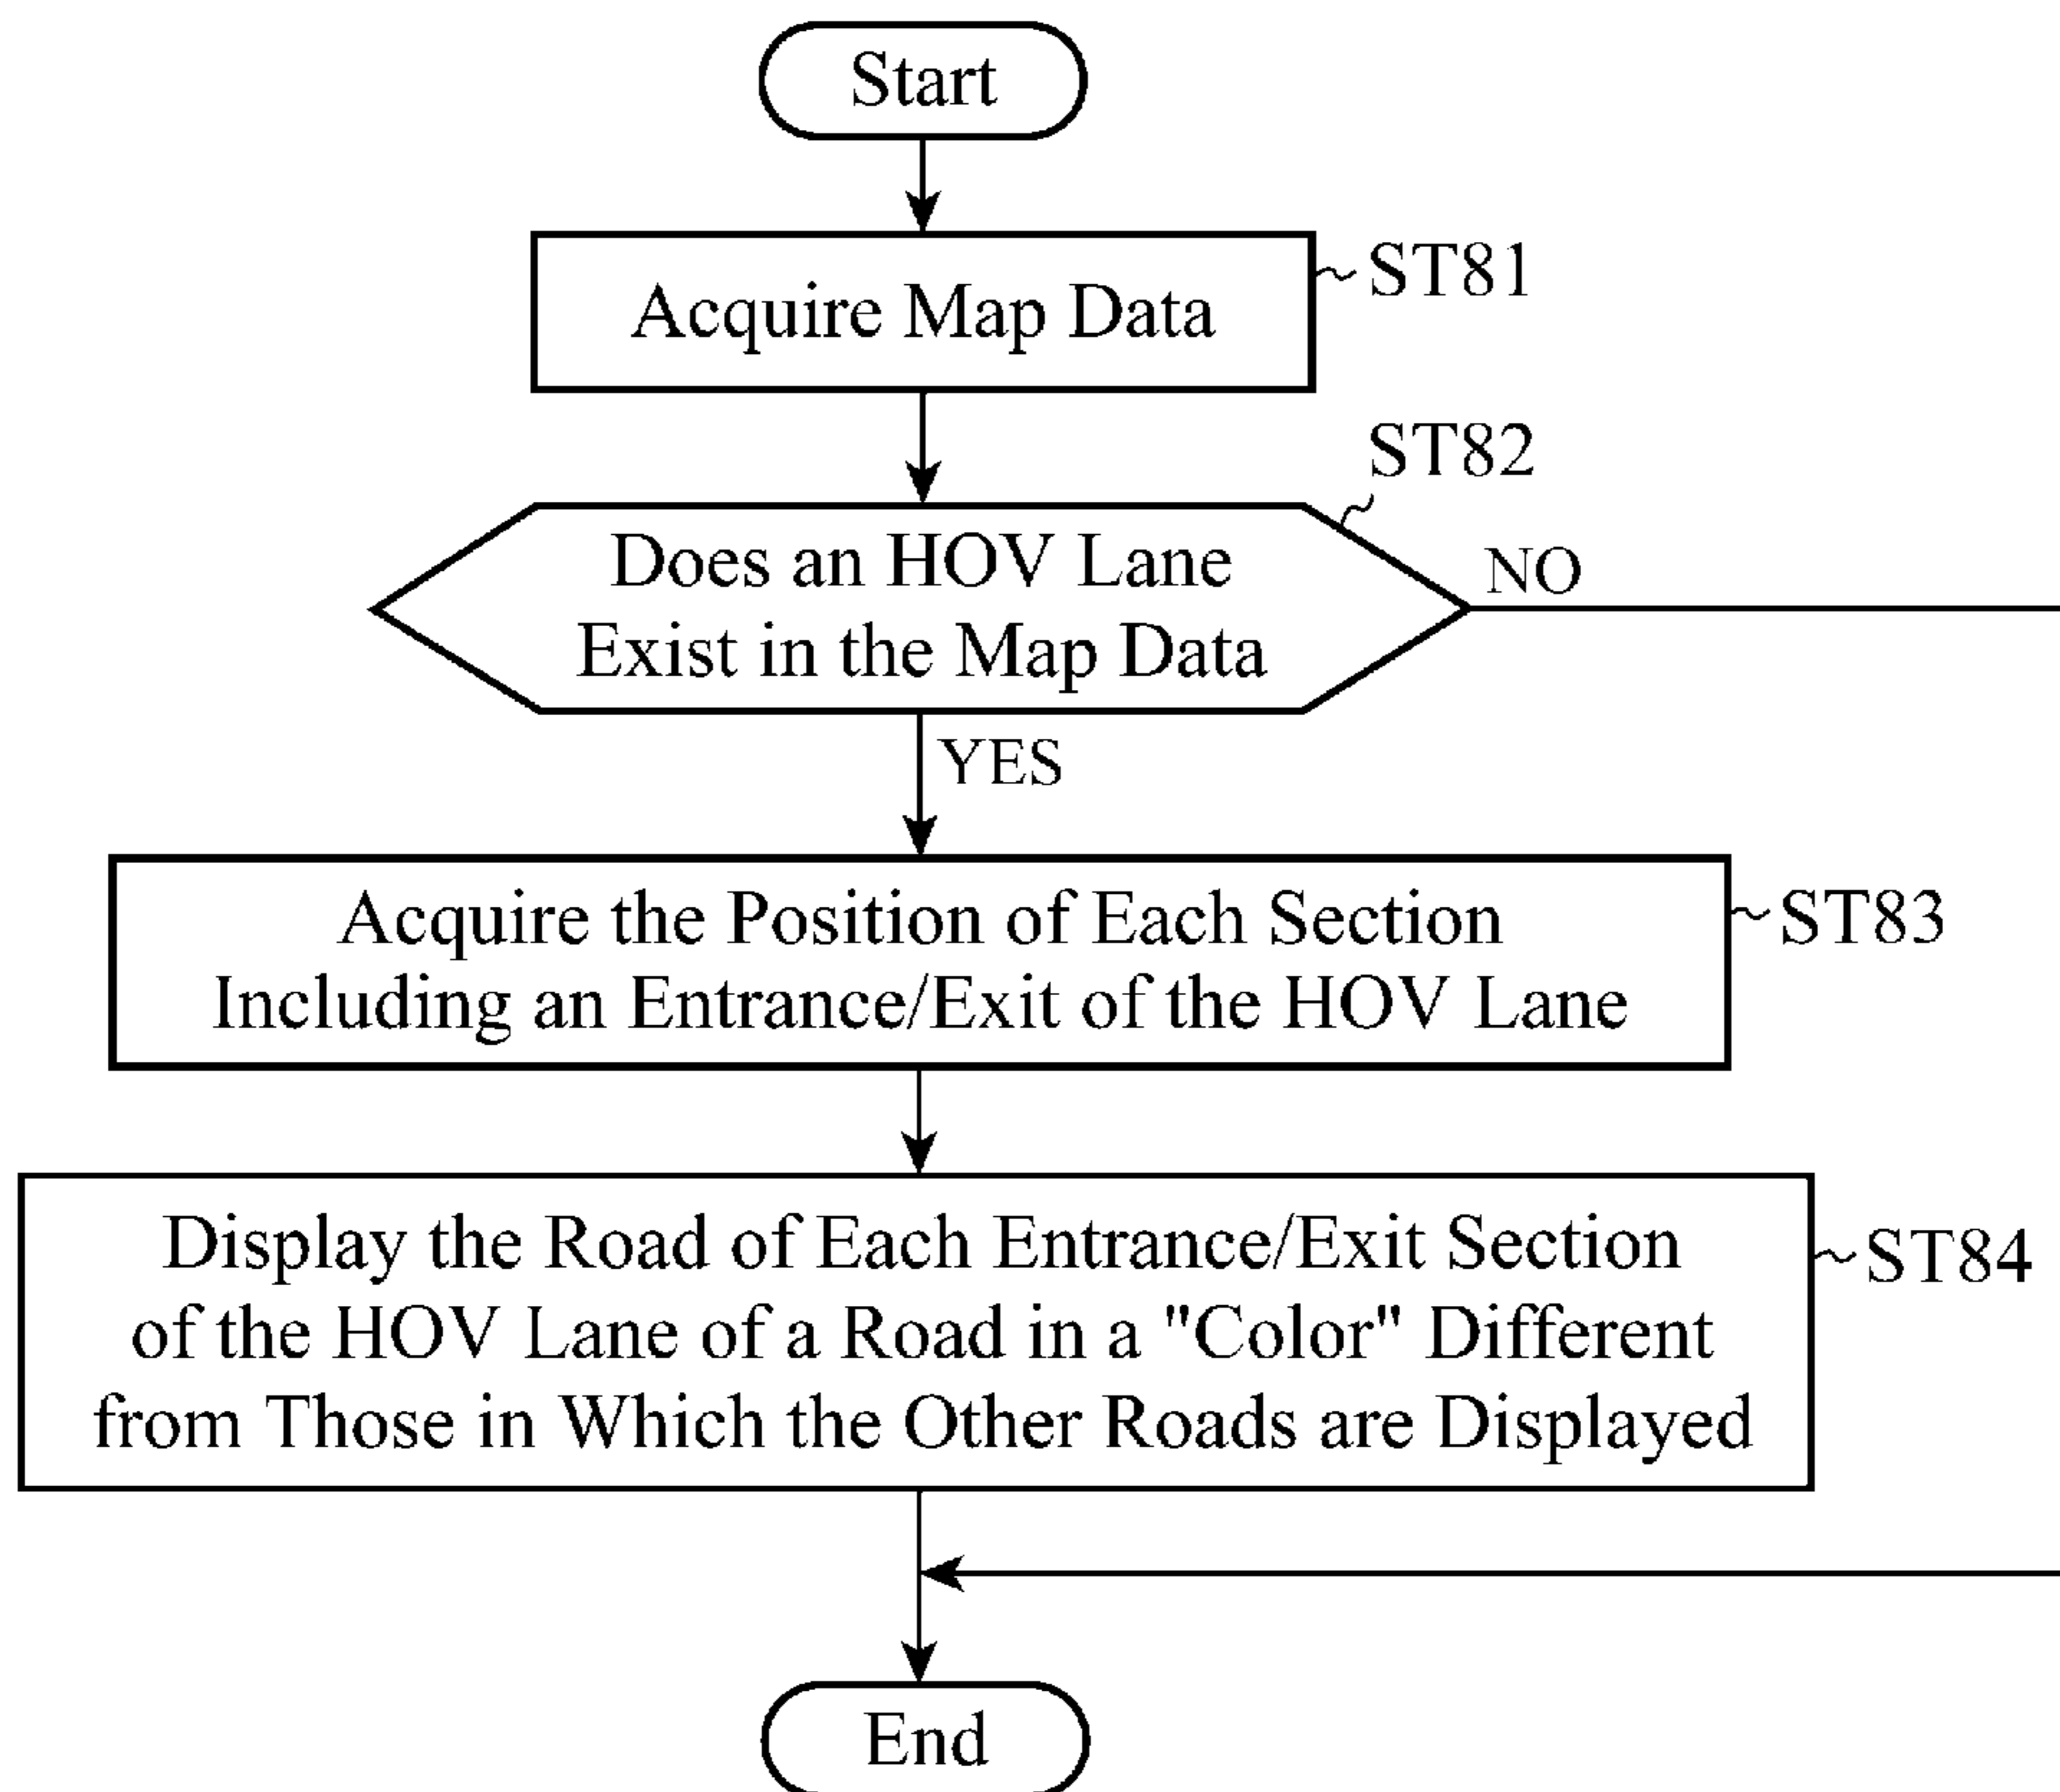 Start
Acquire Map Data
ST81
ST82
Does an HOV Lane
Exist in the Map Data
NO
YES
Acquire the Position of Each Section
Including an Entrance/Exit of the HOV Lane
ST83
Display the Road of Each Entrance/Exit Section
of the HOV Lane of a Road in a "Color" Different
from Those in Which the Other Roads are Displayed
ST84
End